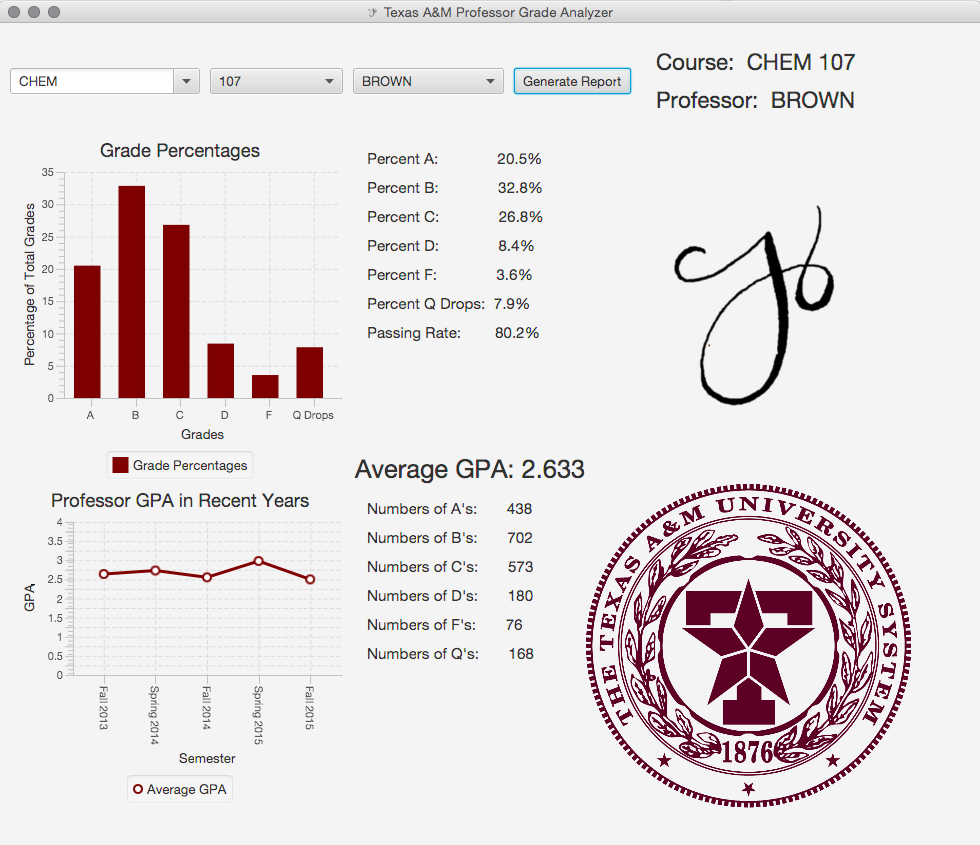 Texas A&M Professor Grade Analyzer
CHEM
107
BROWN
Generate Report
Course: CHEM 107
Professor: BROWN
Grade Percentages
Percentage of Total Grades
35
30
25
20
15
10
5
0
A
B
C
D
F
Q Drops
Grades
Grade Percentages
Percent A: 20.5%
Percent B: 32.8%
Percent C: 26.8%
Percent D: 8.4%
Percent F: 3.6%
Percent Q Drops: 7.9%
Passing Rate: 80.2%
Professor GPA in Recent Years
GPA
4
3.5
3
2.5
2
1.5
1
0.5
0
Fall 2013
Spring 2014
Fall 2014
Spring 2015
Fall 2015
Semester
Average GPA
Average GPA: 2.633
Numbers of A's: 438
Numbers of B's: 702
Numbers of C's: 573
Numbers of D's: 180
Numbers of F's: 76
Numbers of Q's: 168
THE TEXAS A&M UNIVERSITY SYSTEM
1876